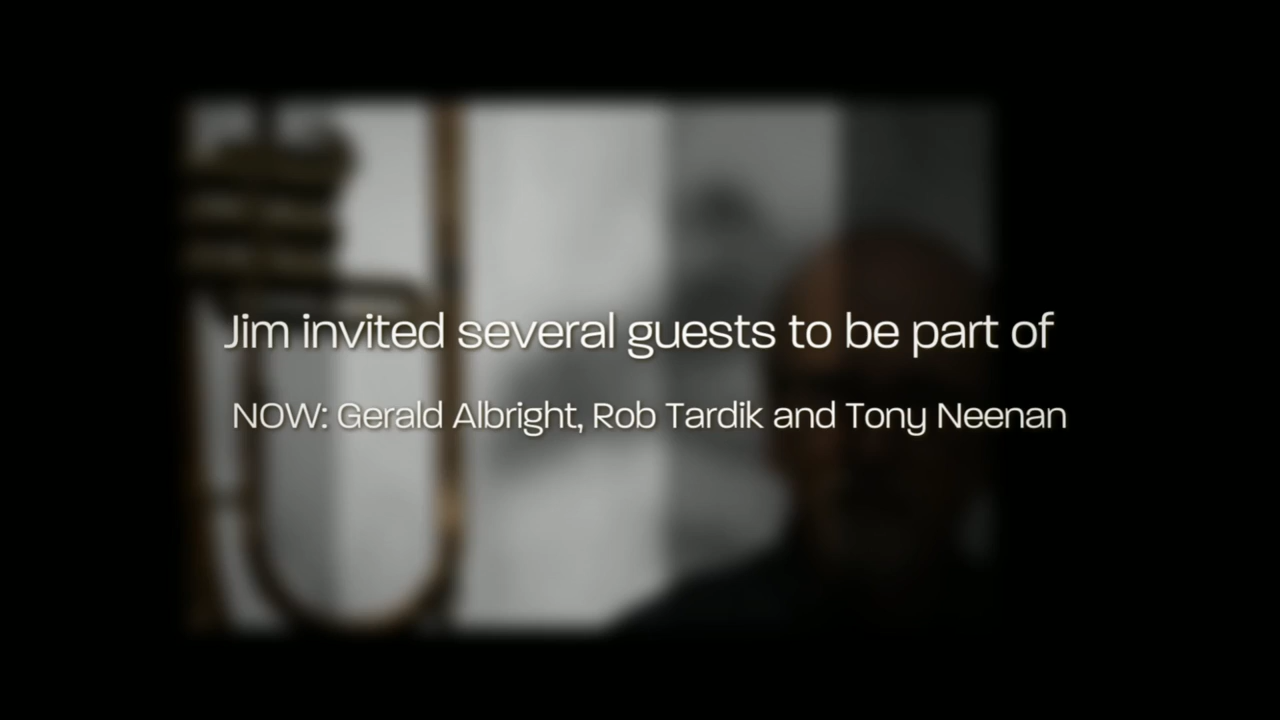 Jim invited several guests to be part of
NOW: Gerald Albright, Rob Tardik and Tony Neenan